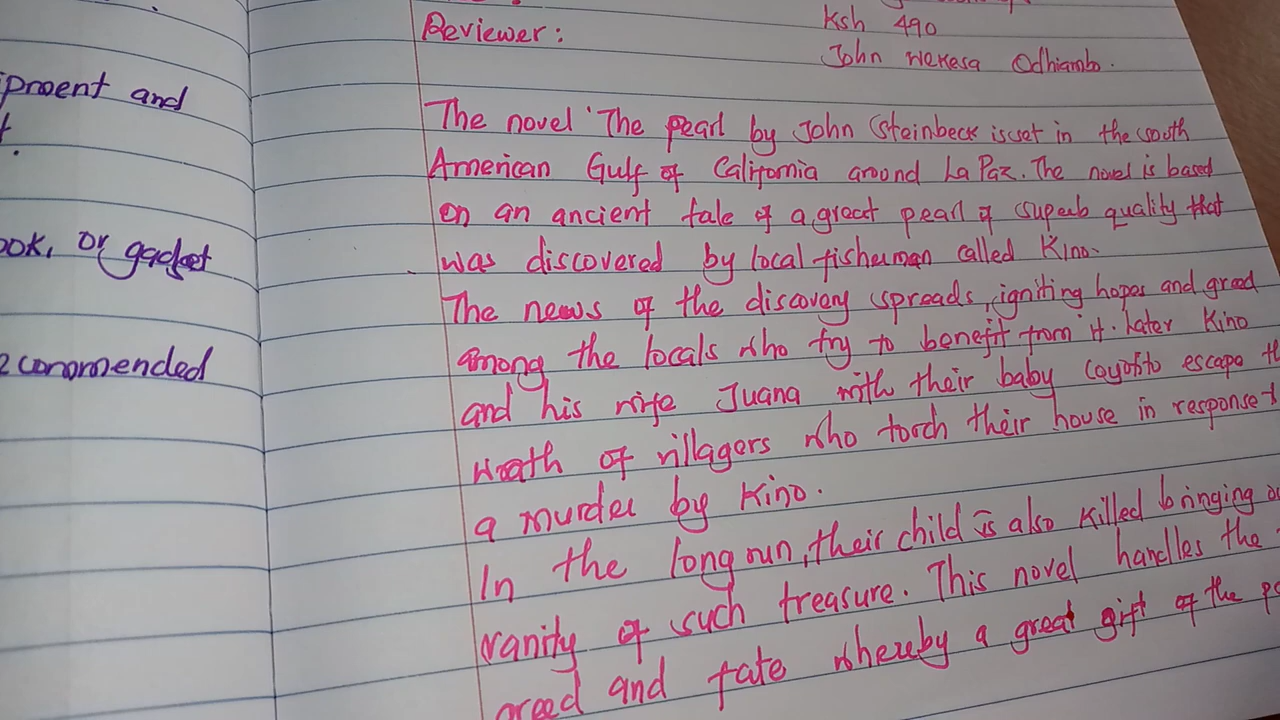 and
or gadget
Ksh 490
Reviewer:
John Wekesa Odhiambo.
The novel 'The pearl by John Steinbeck is set in the south
American Gulf of California around La Paz. The novel is based
on an ancient tale of a great pearl of superb quality that
was discovered by local fisherman called Kino.
The news of the discovery spreads, igniting hopes and greed
among the locals who try to benefit from it. Later Kino
and his wife Juana with their baby Coyotito escape
wrath of villagers who torch their house in response
a murder by Kino.
In the long run, their child is also killed bringing
vanity of such treasure. This novel handles the
greed and fate whereby a great gift of the